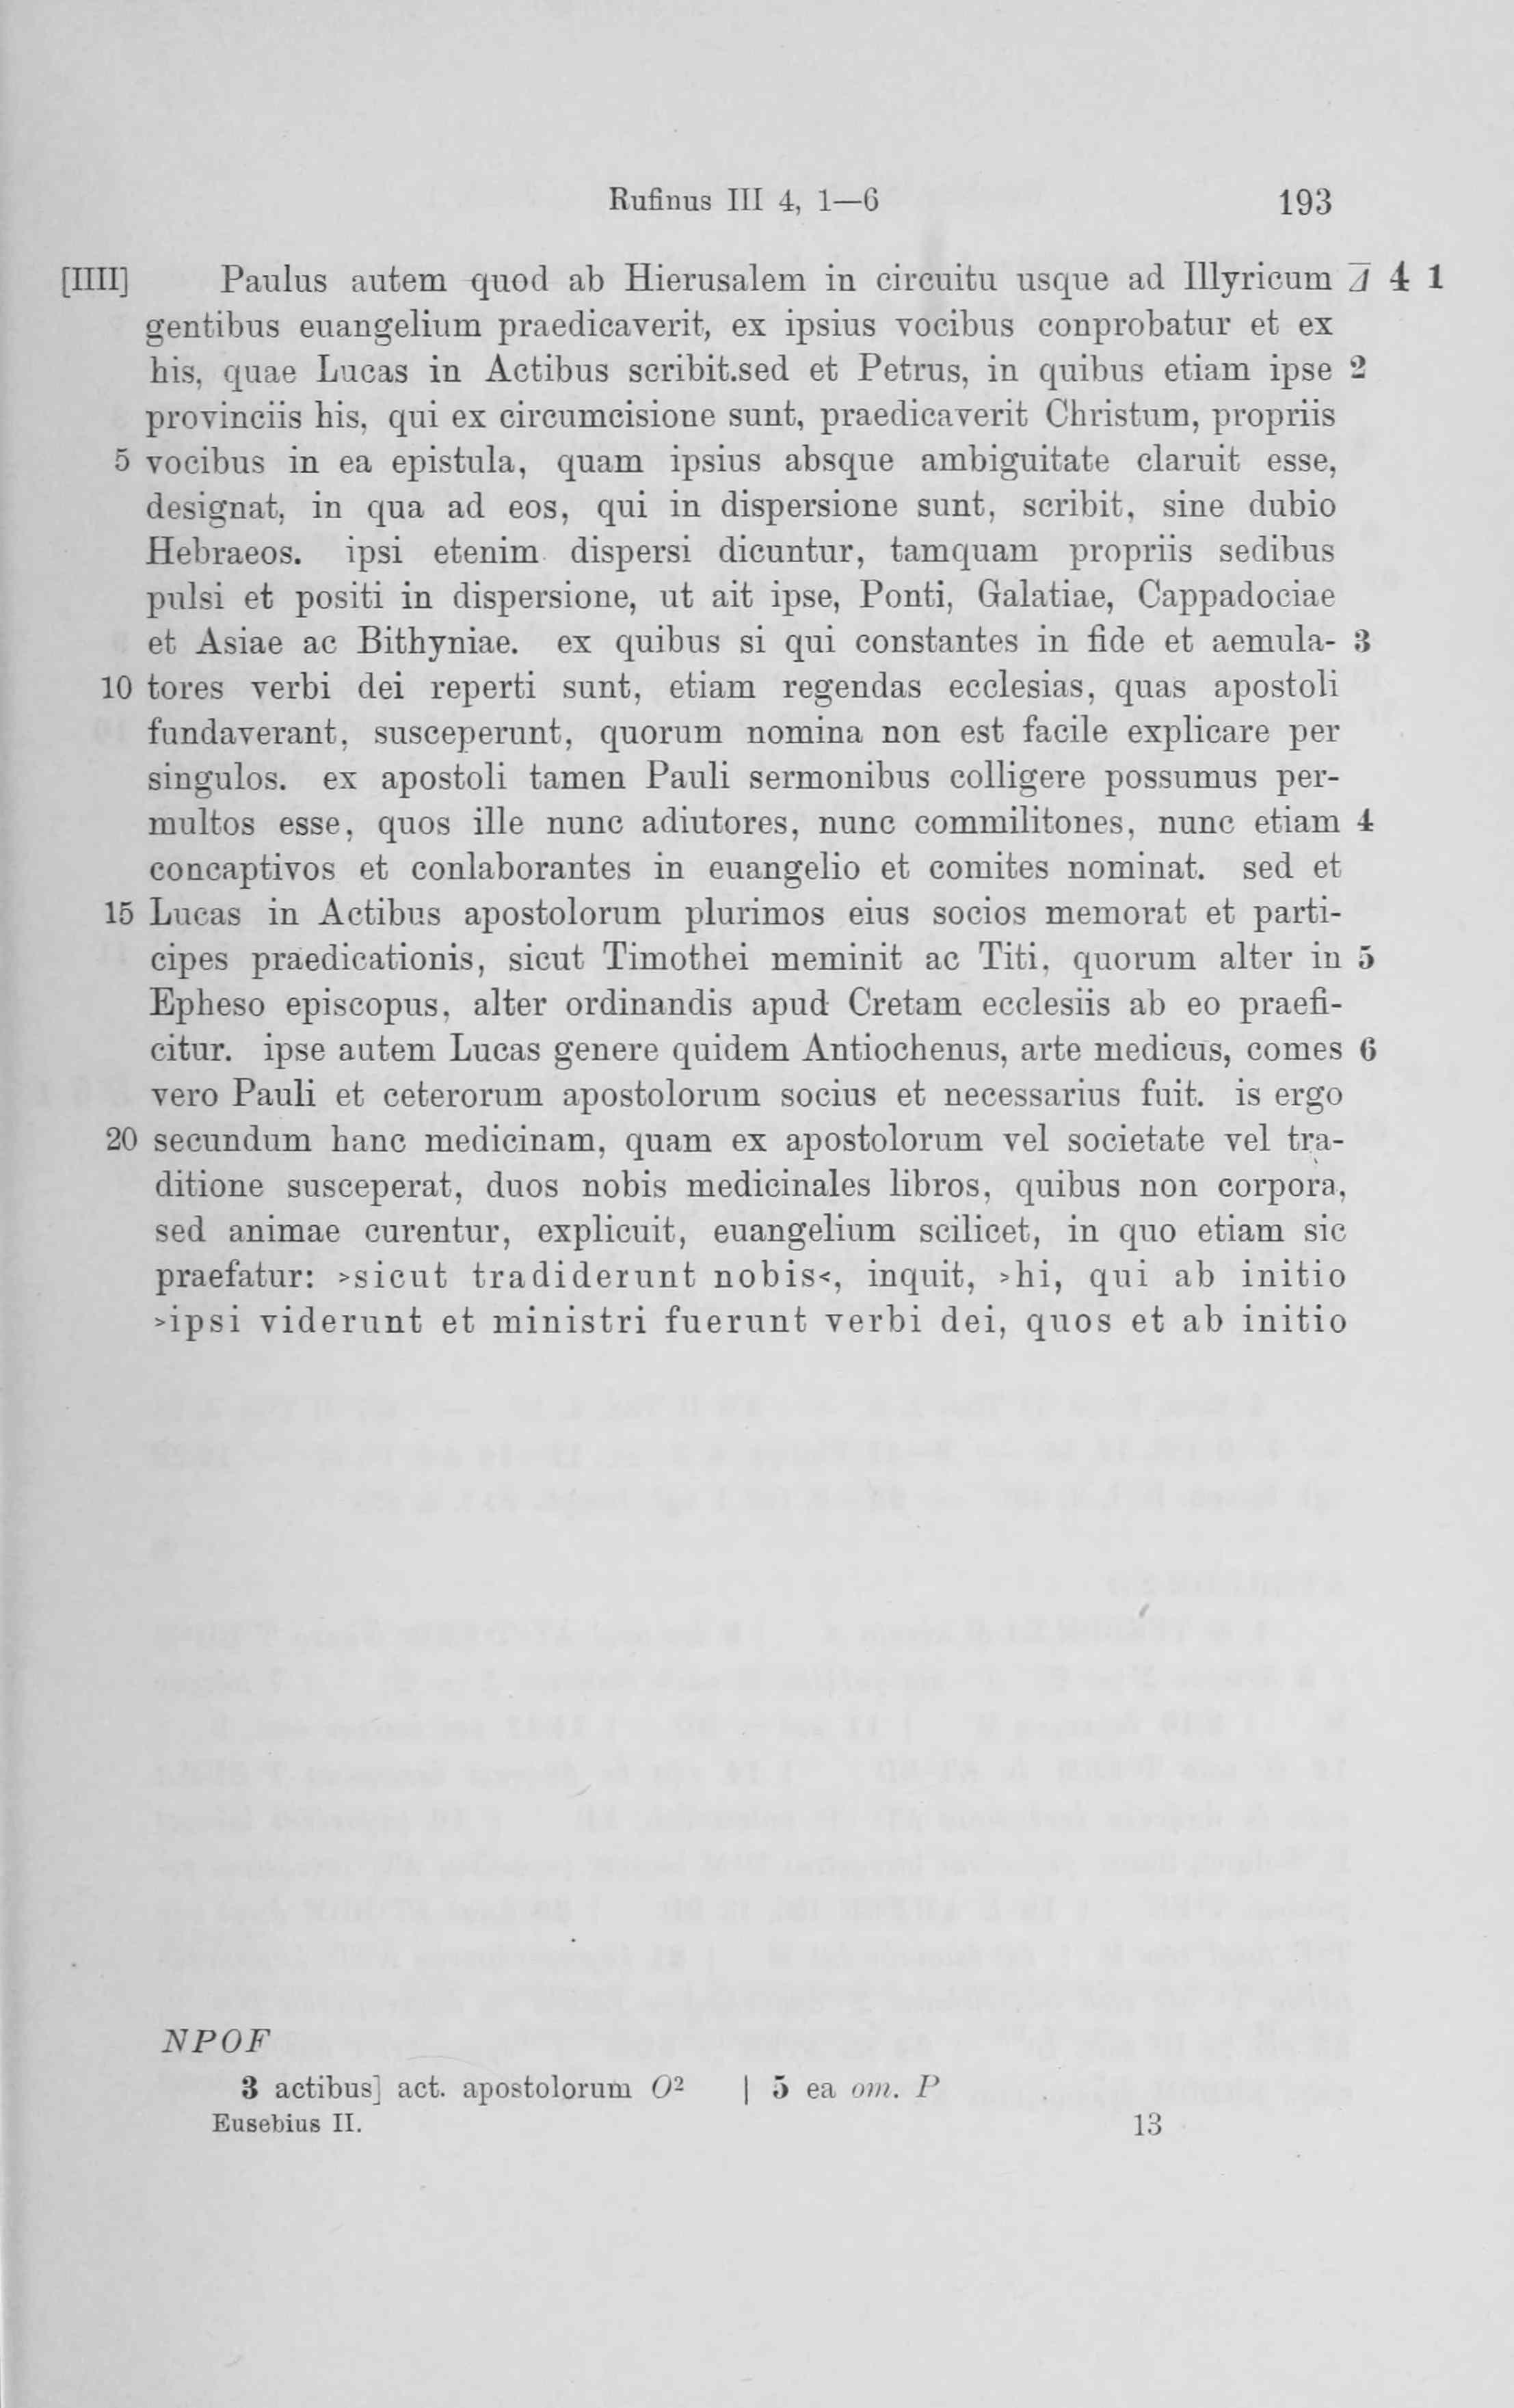 Rufinus III 4, 1—6 193
[IIII] Paulus autem quod ab Hierusalem in circuitu usque ad Illyricum Δ̅ 4 1
gentibus euangelium praedicaverit, ex ipsius vocibus conprobatur et ex
his, quae Lucas in Actibus scribit.sed et Petrus, in quibus etiam ipse 2
provinciis his, qui ex circumcisione sunt, praedicaverit Christum, propriis
5 vocibus in ea epistula, quam ipsius absque ambiguitate claruit esse,
designat, in qua ad eos, qui in dispersione sunt, scribit, sine dubio
Hebraeos. ipsi etenim dispersi dicuntur, tamquam propriis sedibus
pulsi et positi in dispersione, ut ait ipse, Ponti, Galatiae, Cappadociae
et Asiae ac Bithyniae. ex quibus si qui constantes in fide et aemula- 3
10 tores verbi dei reperti sunt, etiam regendas ecclesias, quas apostoli
fundaverant, susceperunt, quorum nomina non est facile explicare per
singulos. ex apostoli tamen Pauli sermonibus colligere possumus per-
multos esse, quos ille nunc adiutores, nunc commilitones, nunc etiam 4
concaptivos et conlaborantes in euangelio et comites nominat. sed et
15 Lucas in Actibus apostolorum plurimos eius socios memorat et parti-
cipes praedicationis, sicut Timothei meminit ac Titi, quorum alter in 5
Epheso episcopus, alter ordinandis apud Cretam ecclesiis ab eo praefi-
citur. ipse autem Lucas genere quidem Antiochenus, arte medicus, comes 6
vero Pauli et ceterorum apostolorum socius et necessarius fuit. is ergo
20 secundum hanc medicinam, quam ex apostolorum vel societate vel tra-
ditione susceperat, duos nobis medicinales libros, quibus non corpora,
sed animae curentur, explicuit, euangelium scilicet, in quo etiam sic
praefatur: >sicut tradiderunt nobis<, inquit, >hi, qui ab initio
>ipsi viderunt et ministri fuerunt verbi dei, quos et ab initio
NPOF
3 actibus] act. apostolorum O² | 5 ea om. P
Eusebius II. 13